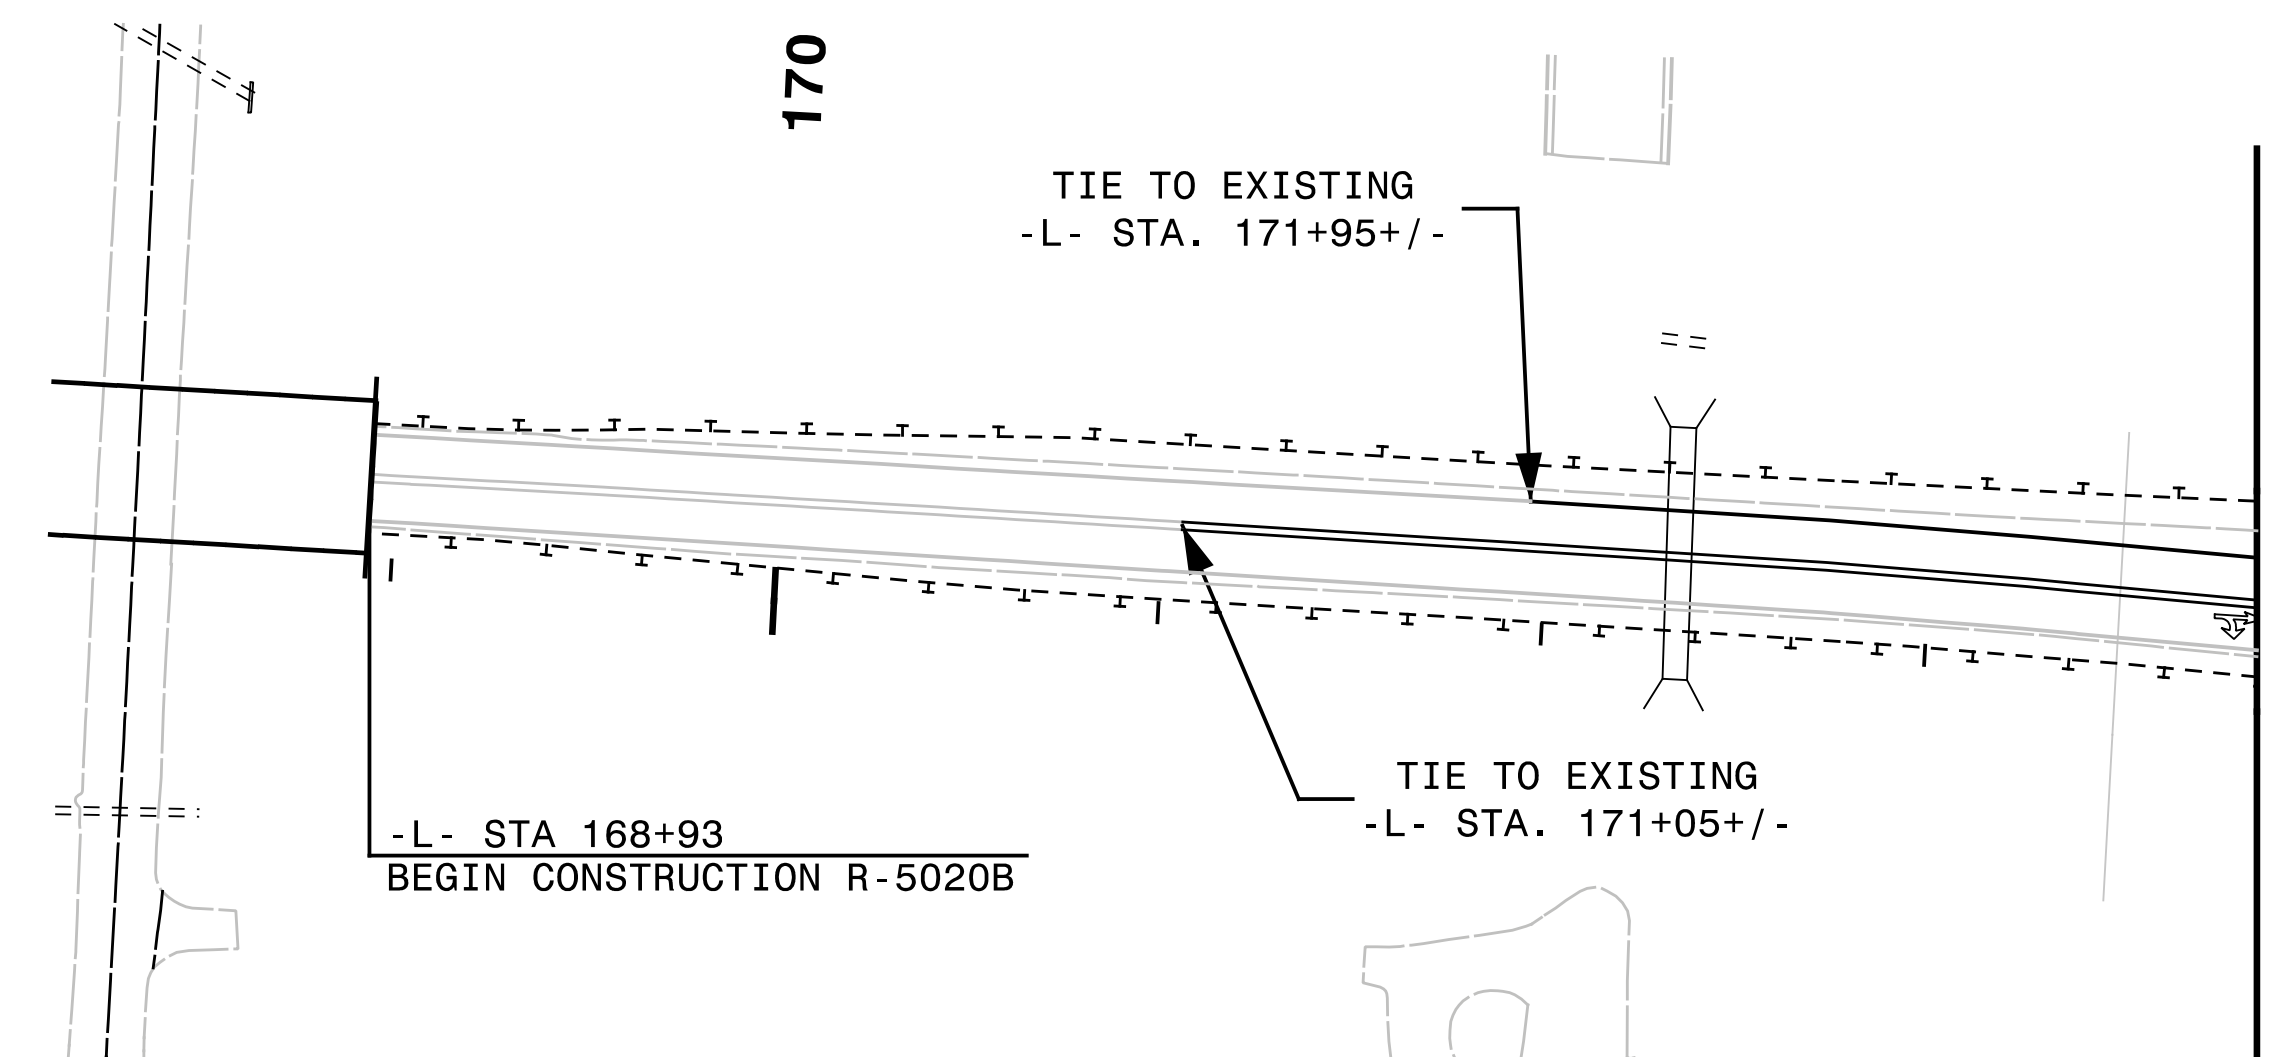 170
TIE TO EXISTING
-L- STA. 171+95+/-
TIE TO EXISTING
-L- STA. 171+05+/-
-L- STA 168+93
BEGIN CONSTRUCTION R-5020B